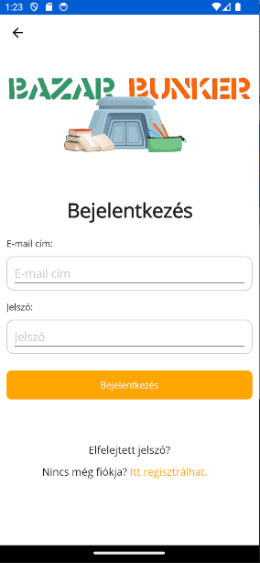 1:23
BAZAR BUNKER
Bejelentkezés
E-mail cím:
E-mail cím
Jelszó:
Jelszó
Bejelentkezés
Elfelejtett jelszó?
Nincs még fiókja? Itt regisztrálhat.